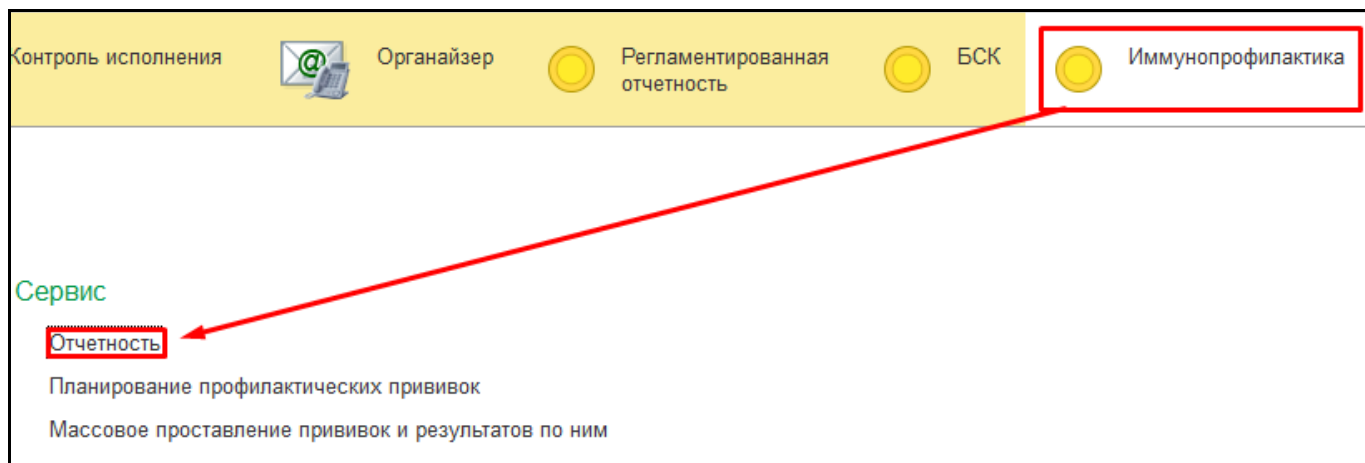 Контроль исполнения
Органайзер
Регламентированная
отчетность
БСК
Иммунопрофилактика
Сервис
Отчетность
Планирование профилактических прививок
Массовое проставление прививок и результатов по ним